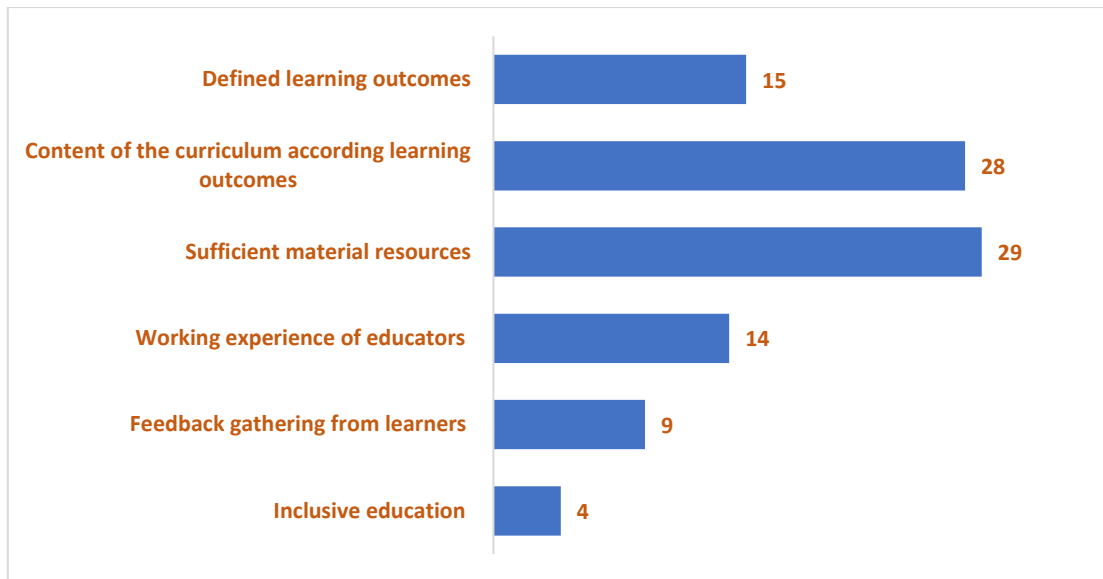 Defined learning outcomes
15
Content of the curriculum according learning
outcomes
28
Sufficient material resources
29
Working experience of educators
14
Feedback gathering from learners
9
Inclusive education
4